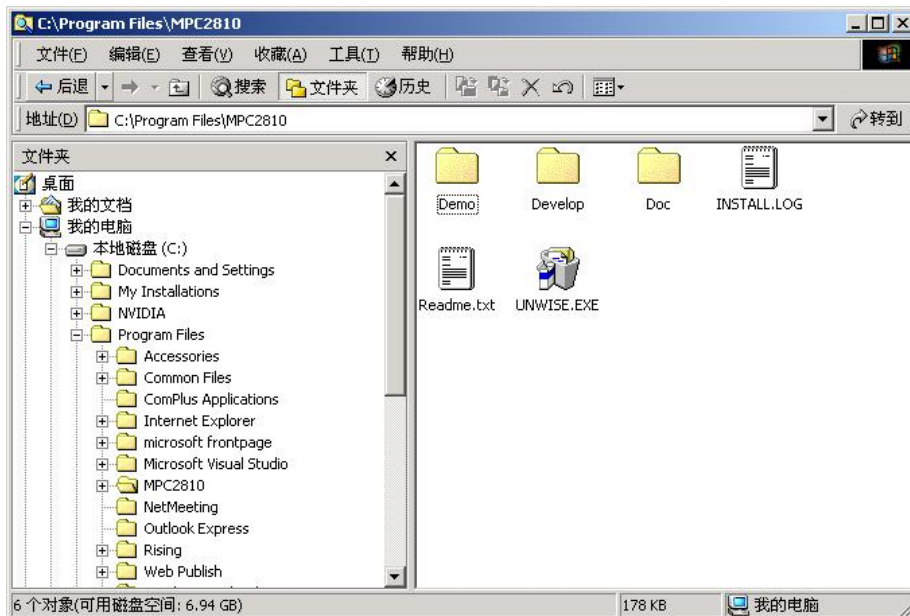 C:\Program Files\MPC2810
文件(F) 编辑(E) 查看(V) 收藏(A) 工具(T) 帮助(H)
后退 搜索 文件夹 历史
地址(D) C:\Program Files\MPC2810 转到
文件夹
桌面
我的文档
我的电脑
本地磁盘 (C:)
Documents and Settings
My Installations
NVIDIA
Program Files
Accessories
Common Files
ComPlus Applications
Internet Explorer
microsoft frontpage
Microsoft Visual Studio
MPC2810
NetMeeting
Outlook Express
Rising
Web Publish
Demo Develop Doc INSTALL.LOG
Readme.txt UNWISE.EXE
6 个对象(可用磁盘空间: 6.94 GB) 178 KB 我的电脑